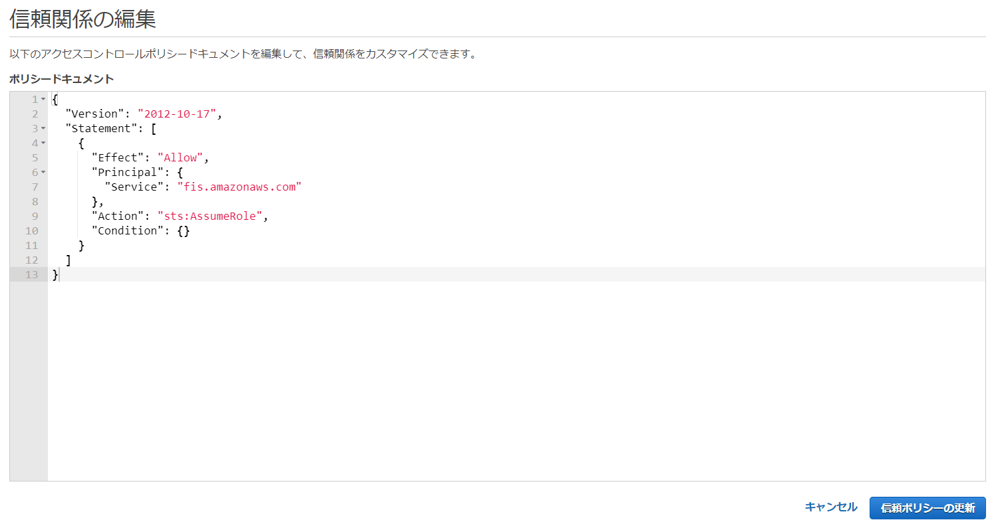 信頼関係の編集
以下のアクセスコントロールポリシードキュメントを編集して、信頼関係をカスタマイズできます。
ポリシードキュメント
1 {
2   "Version": "2012-10-17",
3   "Statement": [
4     {
5       "Effect": "Allow",
6       "Principal": {
7         "Service": "fis.amazonaws.com"
8       },
9       "Action": "sts:AssumeRole",
10       "Condition": {}
11     }
12   ]
13 }
キャンセル 信頼ポリシーの更新